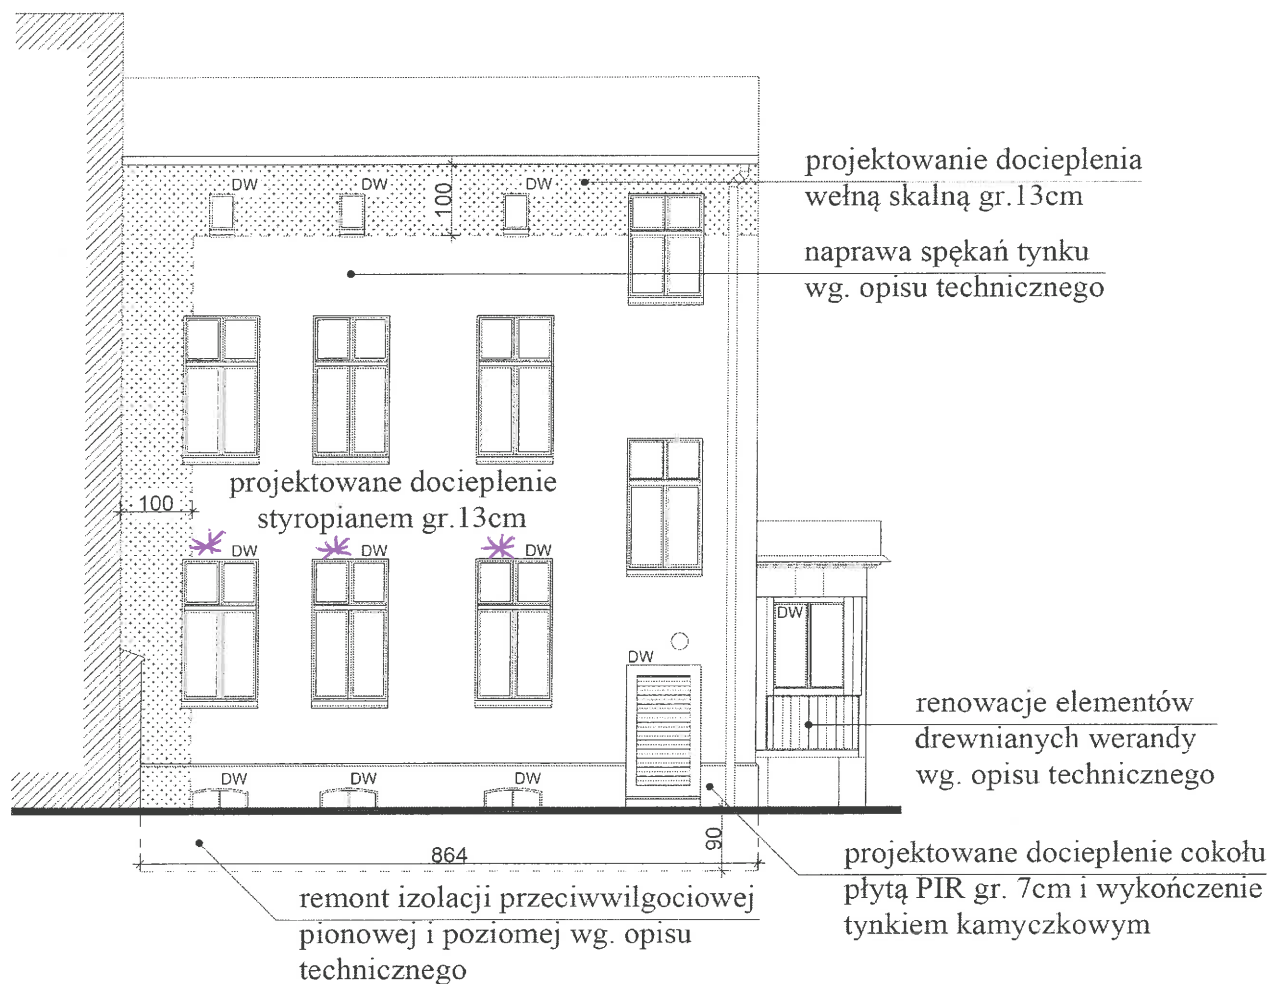 projektowanie docieplenia
wełną skalną gr.13cm
DW
DW
DW
100
naprawa spękań tynku
wg. opisu technicznego
projektowane docieplenie
styropianem gr.13cm
100
DW
DW
DW
DW
DW
renowacje elementów
drewnianych werandy
wg. opisu technicznego
DW
DW
DW
90
864
projektowane docieplenie cokołu
płytą PIR gr. 7cm i wykończenie
tynkiem kamyczkowym
remont izolacji przeciwwilgociowej
pionowej i poziomej wg. opisu
technicznego